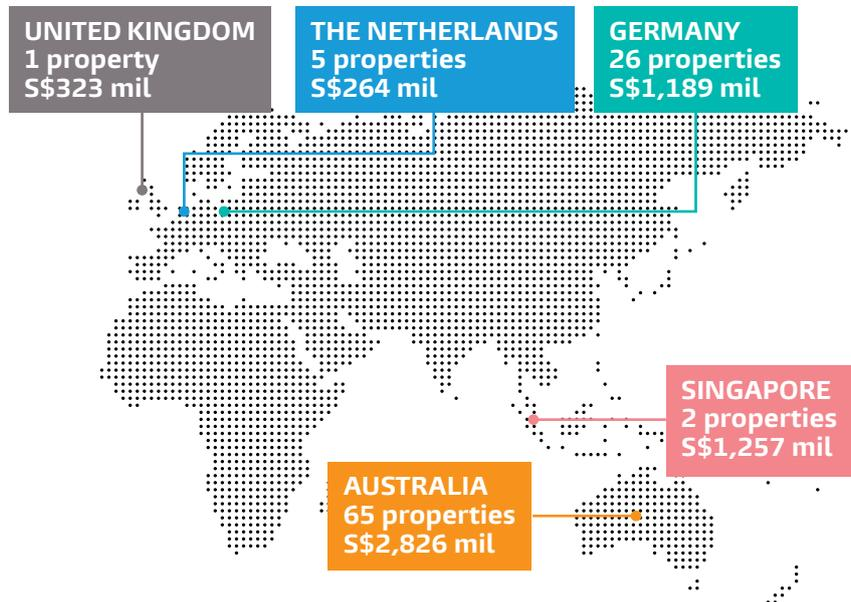 UNITED KINGDOM
1 property
S$323 mil
THE NETHERLANDS
5 properties
S$264 mil
GERMANY
26 properties
S$1,189 mil
SINGAPORE
2 properties
S$1,257 mil
AUSTRALIA
65 properties
S$2,826 mil